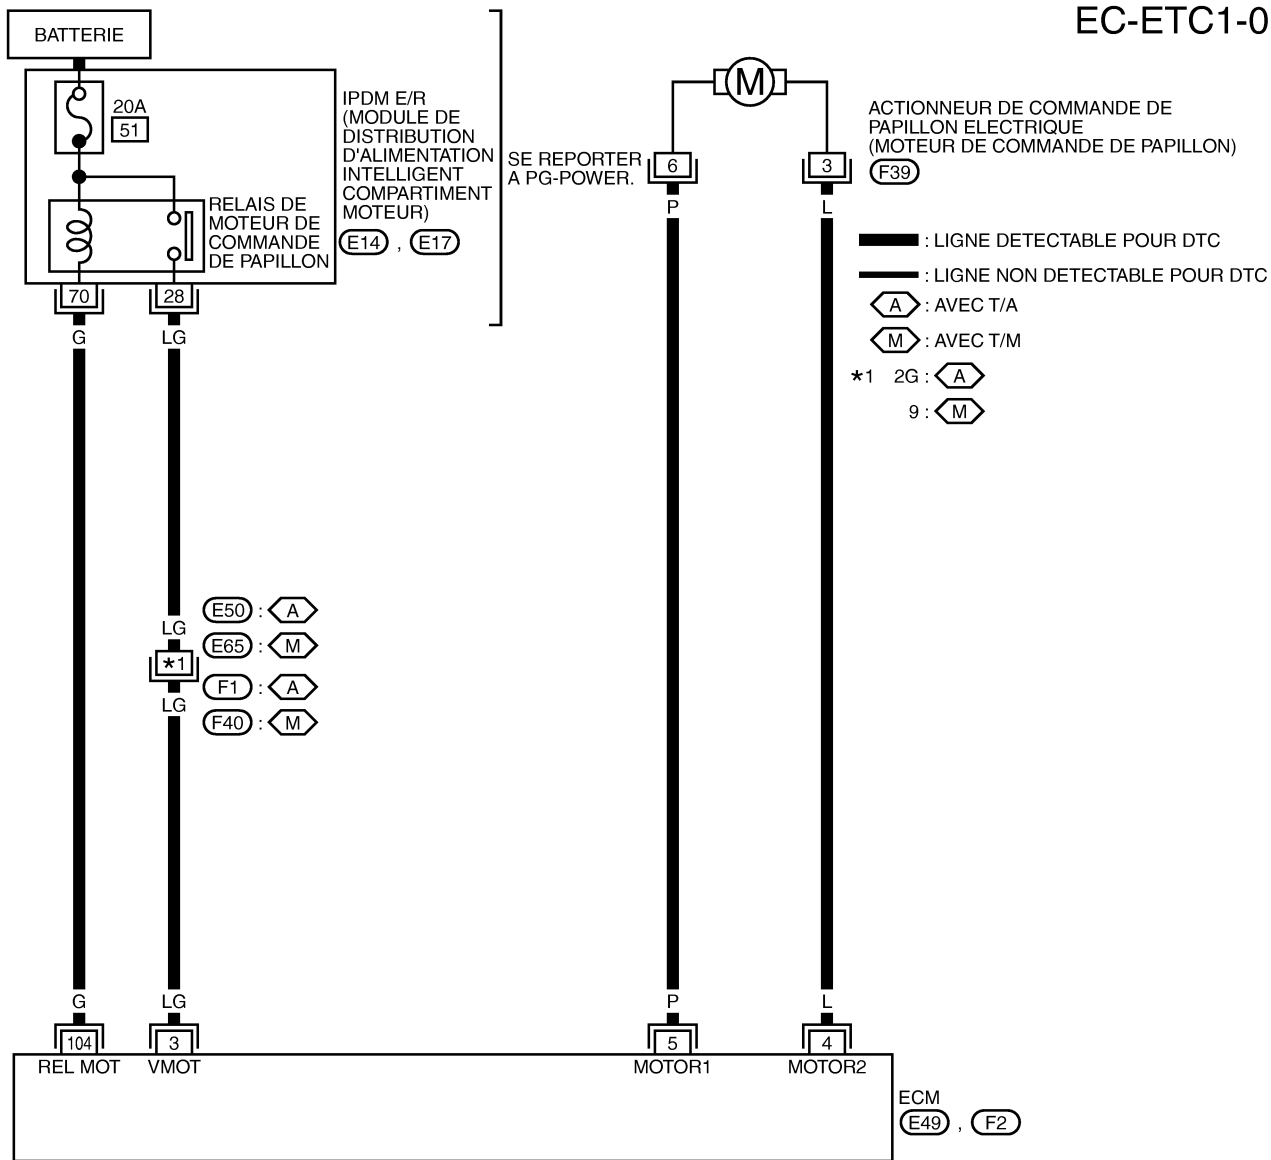 EC-ETC1-0
BATTERIE
20A
51
IPDM E/R
(MODULE DE
DISTRIBUTION
D'ALIMENTATION
INTELLIGENT
COMPARTIMENT
MOTEUR)
E14 , E17
RELAIS DE
MOTEUR DE
COMMANDE
DE PAPILLON
SE REPORTER
A PG-POWER.
M
6
3
ACTIONNEUR DE COMMANDE DE
PAPILLON ELECTRIQUE
(MOTEUR DE COMMANDE DE PAPILLON)
F39
P
L
: LIGNE DETECTABLE POUR DTC
: LIGNE NON DETECTABLE POUR DTC
A : AVEC T/A
M : AVEC T/M
*1 2G : A
9 : M
70
28
G
LG
LG
*1
LG
E50 : A
E65 : M
F1 : A
F40 : M
G
LG
P
L
104
3
5
4
REL MOT
VMOT
MOTOR1
MOTOR2
ECM
E49 , F2